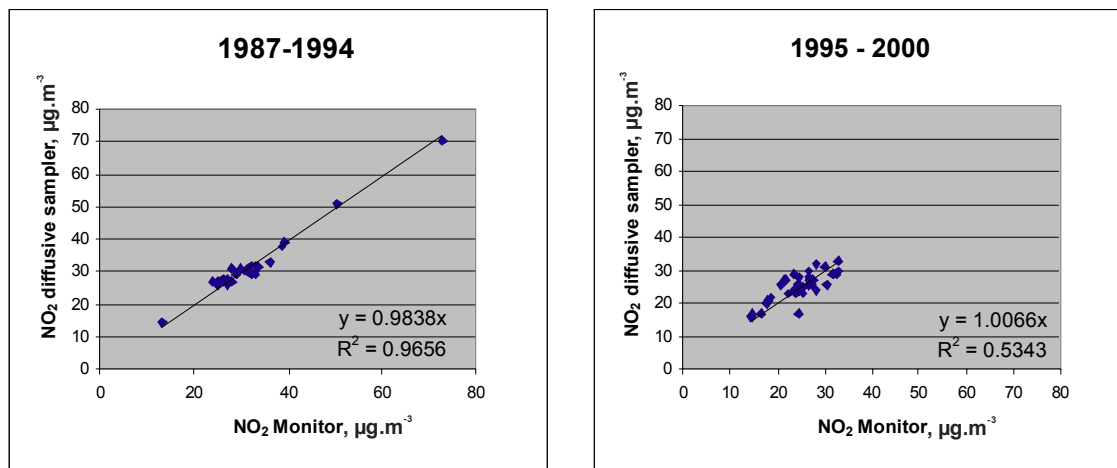 1987-1994
NO₂ diffusive sampler, µg.m⁻³
80
70
60
50
40
30
20
10
0
y = 0.9838x
R² = 0.9656
0 20 40 60 80
NO₂ Monitor, µg.m⁻³
1995 - 2000
NO₂ diffusive sampler, µg.m⁻³
80
70
60
50
40
30
20
10
0
y = 1.0066x
R² = 0.5343
0 10 20 30 40 50 60 70 80
NO₂ Monitor, µg.m⁻³